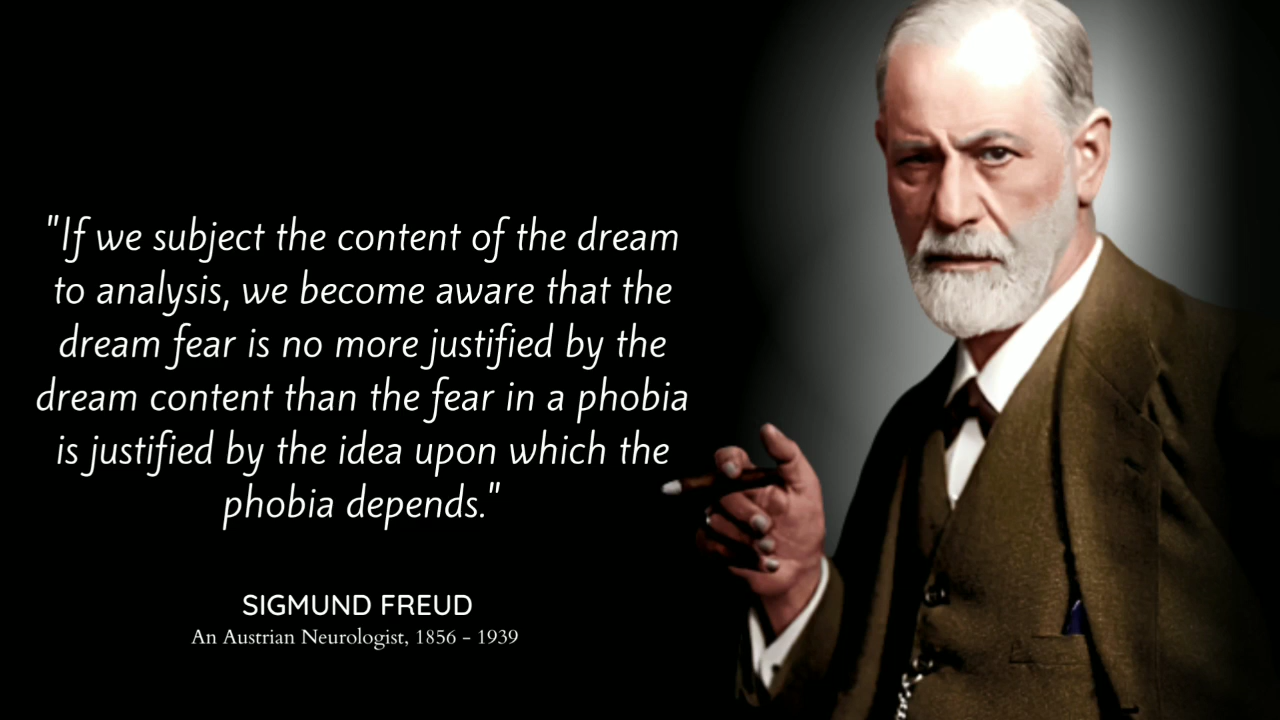 "If we subject the content of the dream
to analysis, we become aware that the
dream fear is no more justified by the
dream content than the fear in a phobia
is justified by the idea upon which the
phobia depends."
SIGMUND FREUD
An Austrian Neurologist, 1856 - 1939